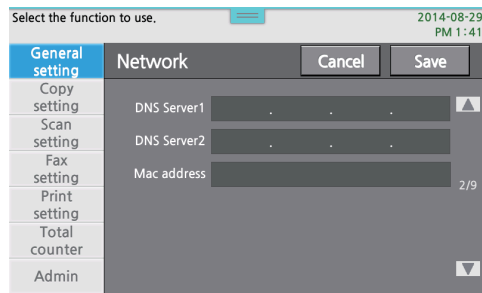 Select the function to use.
2014-08-29
PM 1:41
General
setting
Network
Cancel
Save
Copy
setting
DNS Server1 . . .
Scan
setting
DNS Server2 . . .
Fax
setting
Mac address
2/9
Print
setting
Total
counter
Admin